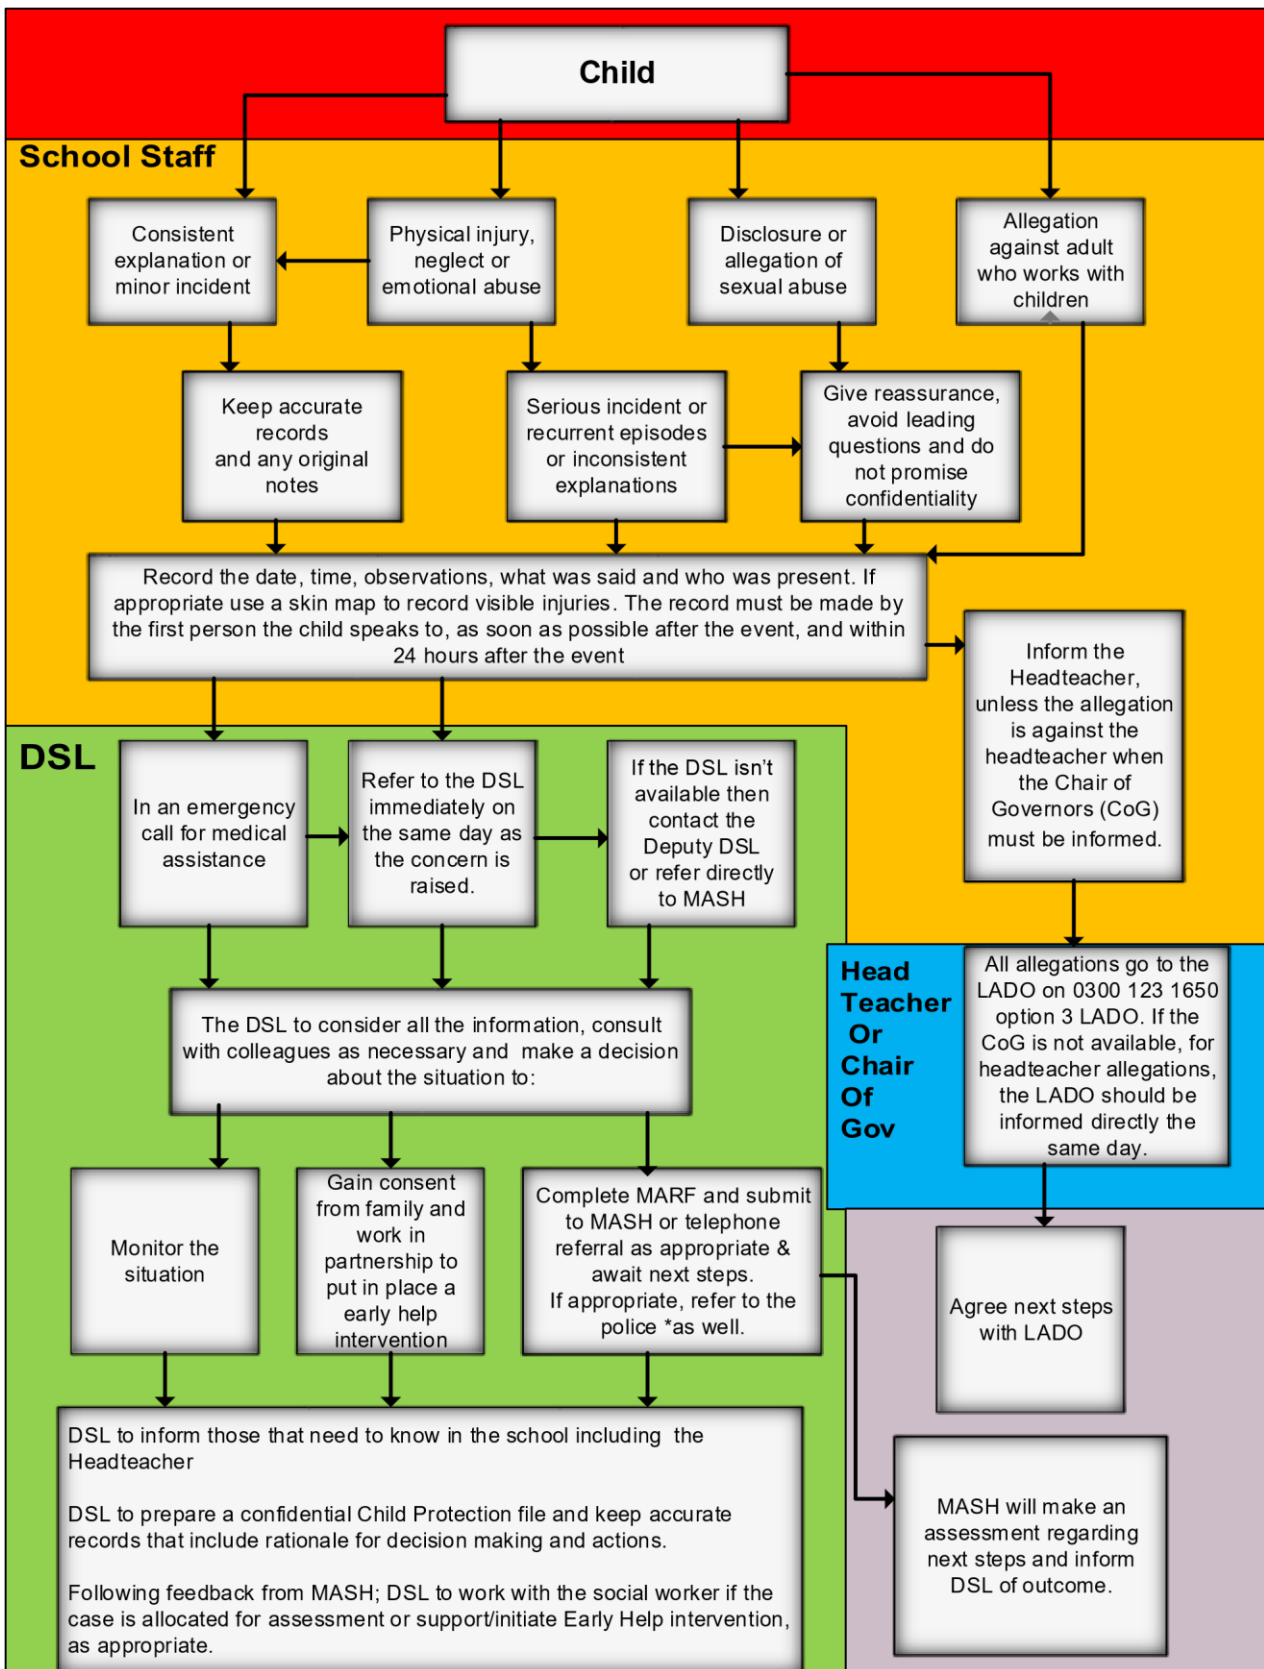 Child
School Staff
Consistent
explanation or
minor incident
Physical injury,
neglect or
emotional abuse
Disclosure or
allegation of
sexual abuse
Allegation
against adult
who works with
children
Keep accurate
records
and any original
notes
Serious incident or
recurrent episodes
or inconsistent
explanations
Give reassurance,
avoid leading
questions and do
not promise
confidentiality
Record the date, time, observations, what was said and who was present. If
appropriate use a skin map to record visible injuries. The record must be made by
the first person the child speaks to, as soon as possible after the event, and within
24 hours after the event
Inform the
Headteacher,
unless the allegation
is against the
headteacher when
the Chair of
Governors (CoG)
must be informed.
DSL
In an emergency
call for medical
assistance
Refer to the DSL
immediately on
the same day as
the concern is
raised.
If the DSL isn’t
available then
contact the
Deputy DSL
or refer directly
to MASH
Head
Teacher
Or
Chair
Of
Gov
All allegations go to the
LADO on 0300 123 1650
option 3 LADO. If the
CoG is not available, for
headteacher allegations,
the LADO should be
informed directly the
same day.
The DSL to consider all the information, consult
with colleagues as necessary and make a decision
about the situation to:
Monitor the
situation
Gain consent
from family and
work in
partnership to
put in place a
early help
intervention
Complete MARF and submit
to MASH or telephone
referral as appropriate &
await next steps.
If appropriate, refer to the
police *as well.
Agree next steps
with LADO
DSL to inform those that need to know in the school including the
Headteacher
DSL to prepare a confidential Child Protection file and keep accurate
records that include rationale for decision making and actions.
Following feedback from MASH; DSL to work with the social worker if the
case is allocated for assessment or support/initiate Early Help intervention,
as appropriate.
MASH will make an
assessment regarding
next steps and inform
DSL of outcome.